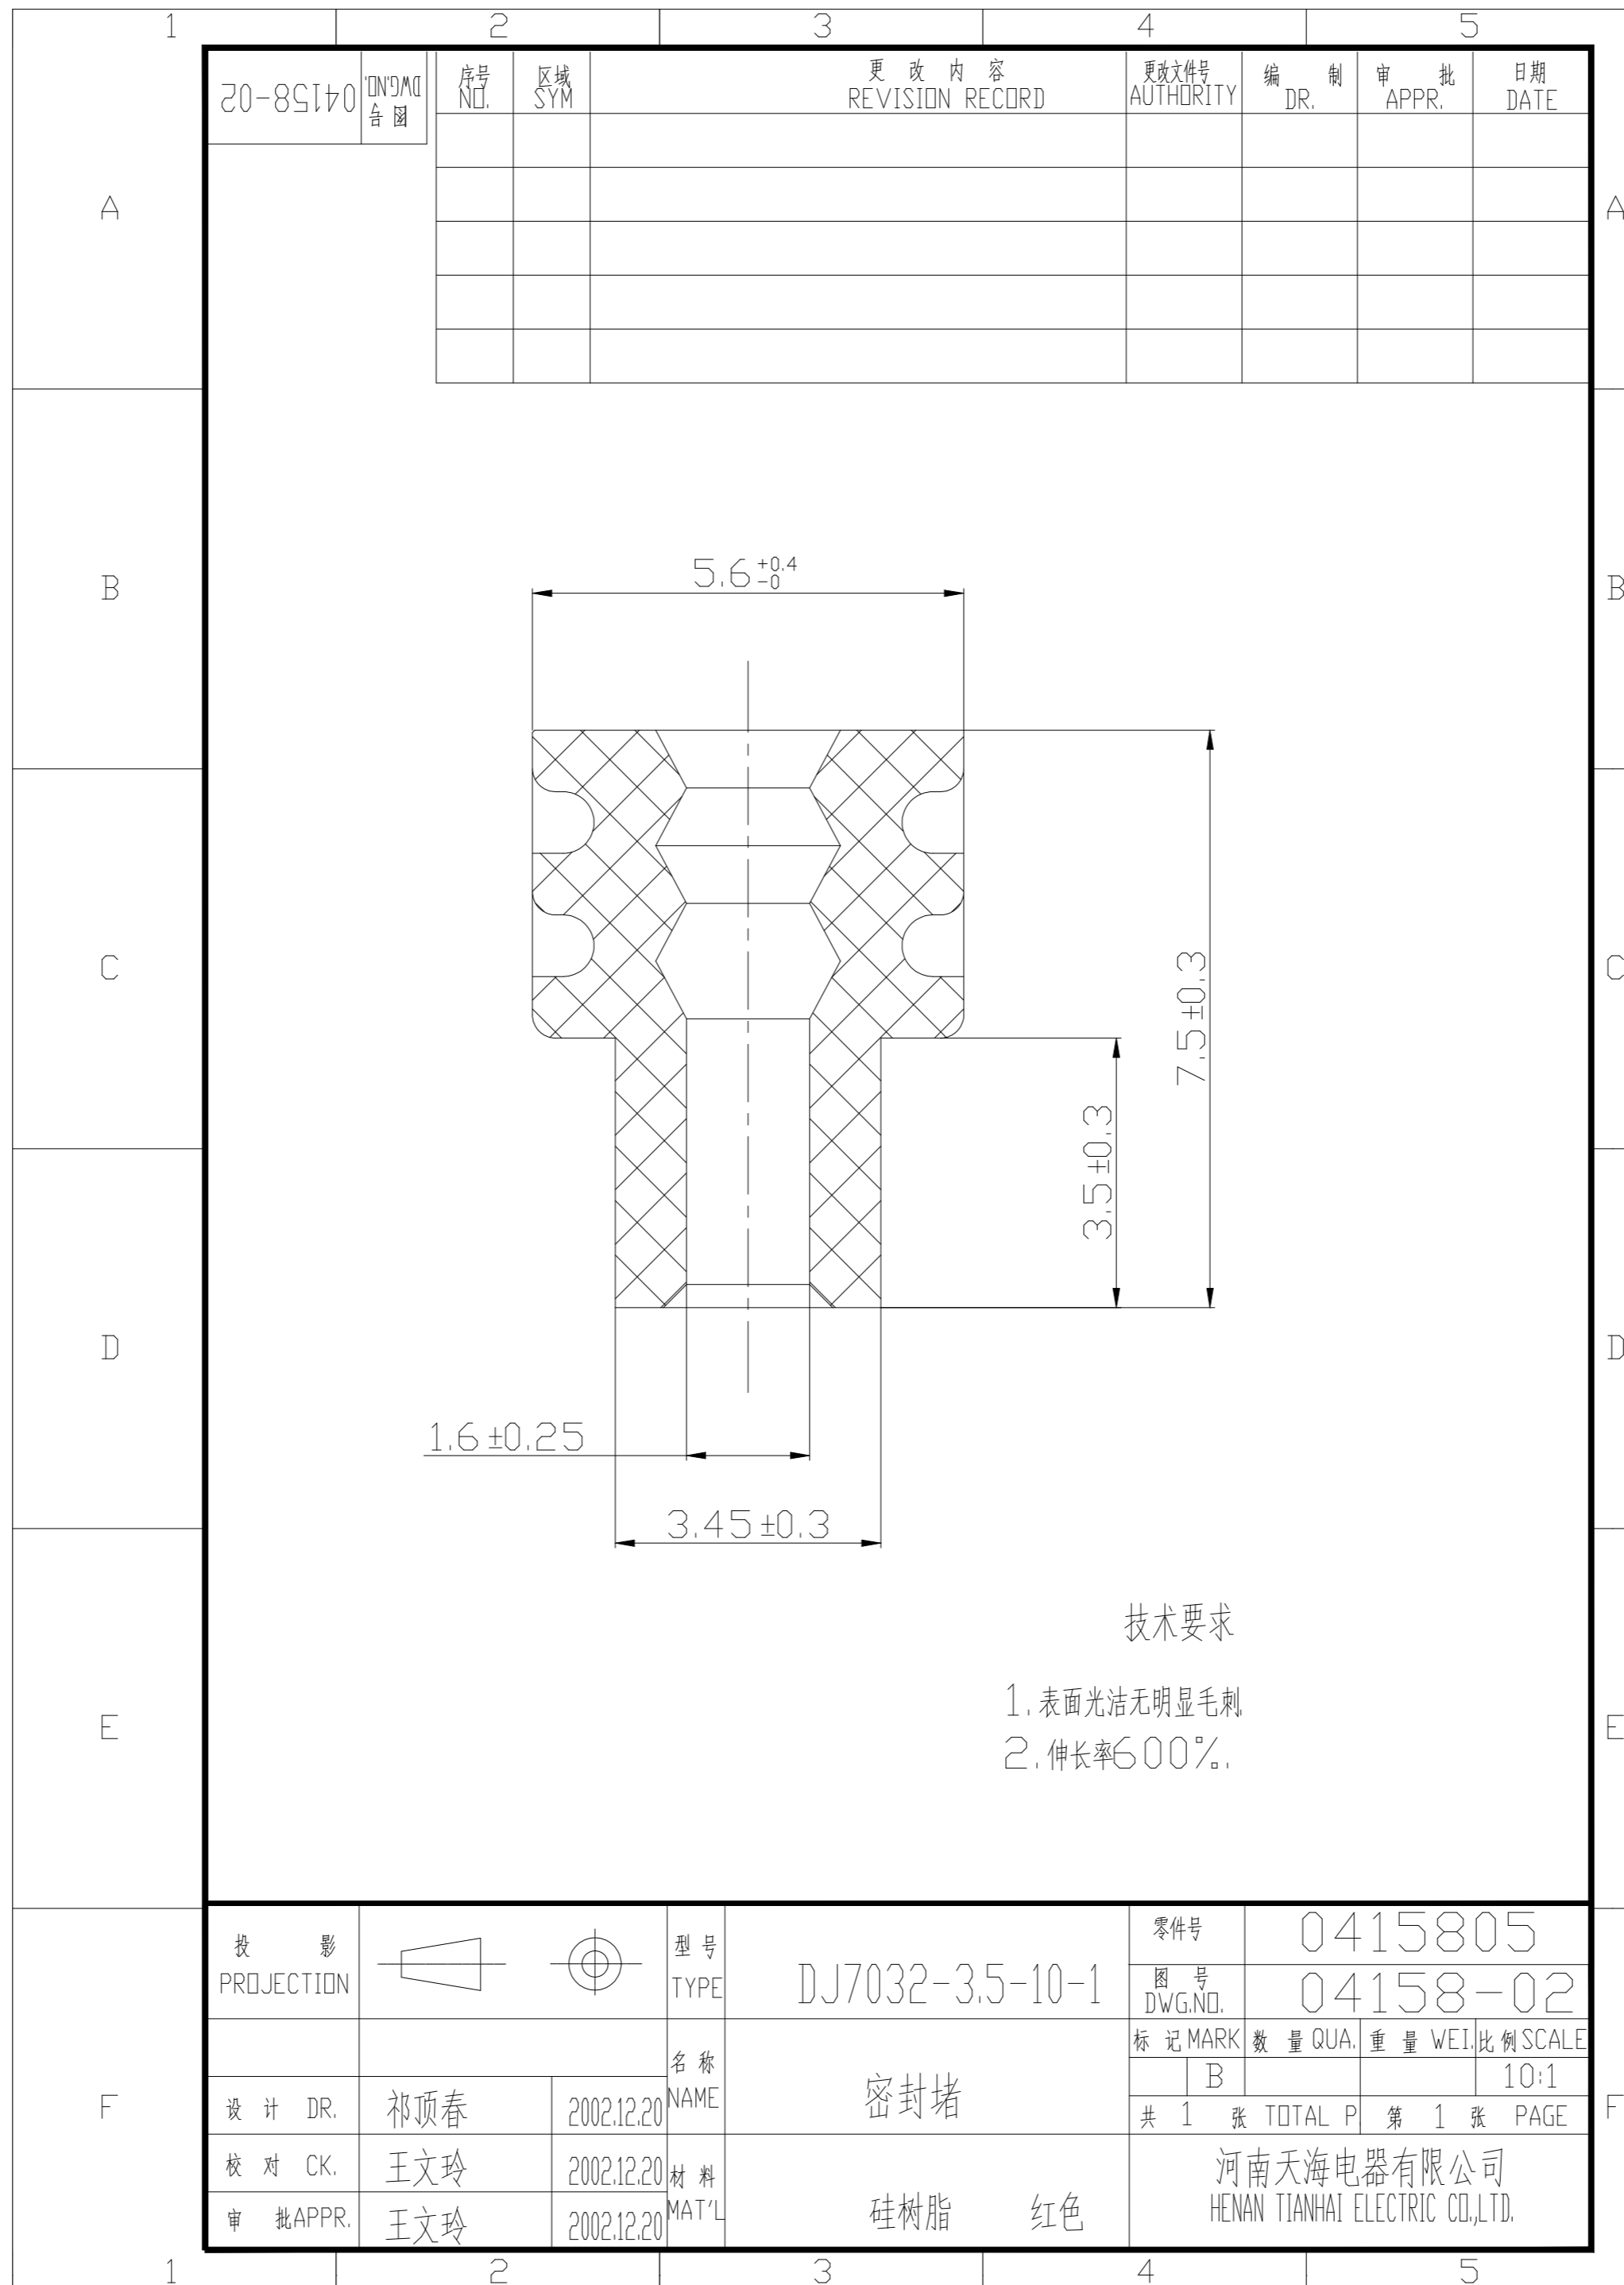 1 2 3 4 5
04158-02 图号 DWG.NO.
序号 NO. 区域 SYM 更改内容 REVISION RECORD 更改文件号 AUTHORITY 编制 DR. 审批 APPR. 日期 DATE
A A
B B
5.6 +0.4 -0
C C
7.5±0.3
3.5±0.3
D D
1.6±0.25
3.45±0.3
技术要求
1.表面光洁无明显毛刺.
E E
2.伸长率600%.
投影 PROJECTION 型号 TYPE DJ7032-3.5-10-1 零件号 0415805
图号 DWG.NO. 04158-02
标记 MARK 数量 QUA. 重量 WEI. 比例 SCALE
B 10:1
名称 NAME 密封堵
F F
设计 DR. 祁顶春 2002.12.20 共 1 张 TOTAL P 第 1 张 PAGE
校对 CK. 王文玲 2002.12.20
材料 MAT'L 硅树脂 红色
审批 APPR. 王文玲 2002.12.20
河南天海电器有限公司
HENAN TIANHAI ELECTRIC CO.,LTD.
1 2 3 4 5